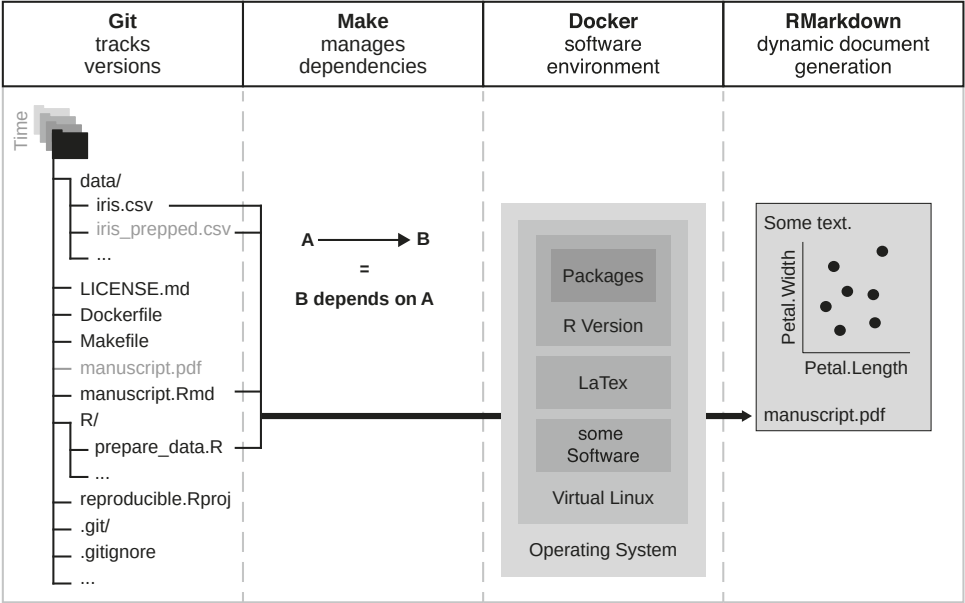 Git
tracks
versions
Make
manages
dependencies
Docker
software
environment
RMarkdown
dynamic document
generation
Time
data/
iris.csv
iris_prepped.csv
...
LICENSE.md
Dockerfile
Makefile
manuscript.pdf
manuscript.Rmd
R/
prepare_data.R
...
reproducible.Rproj
.git/
.gitignore
...
A B
=
B depends on A
Packages
R Version
LaTex
some
Software
Virtual Linux
Operating System
Some text.
Petal.Width
Petal.Length
manuscript.pdf